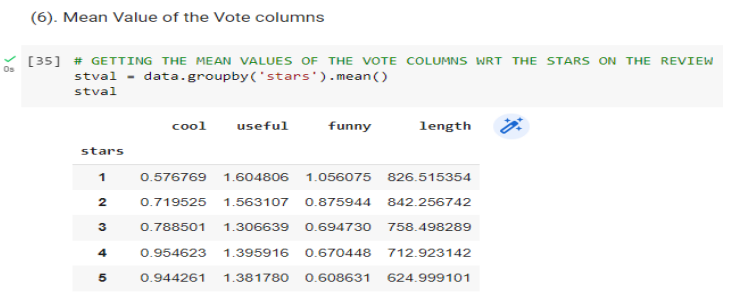 (6). Mean Value of the Vote columns
[35] # GETTING THE MEAN VALUES OF THE VOTE COLUMNS WRT THE STARS ON THE REVIEW
0s
stval = data.groupby('stars').mean()
stval
cool useful funny length
stars
1 0.576769 1.604806 1.056075 826.515354
2 0.719525 1.563107 0.875944 842.256742
3 0.788501 1.306639 0.694730 758.498289
4 0.954623 1.395916 0.670448 712.923142
5 0.944261 1.381780 0.608631 624.999101